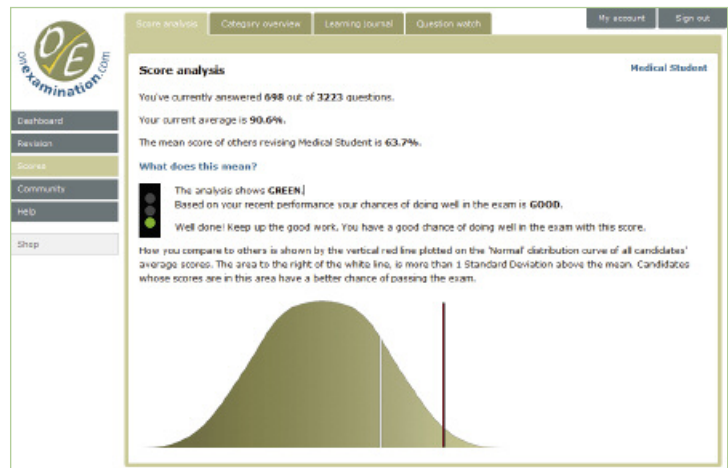 Score analysis
Category overview
Learning Journal
Question watch
My account
Sign out
OE
onexamination.com
Dashboard
Revision
Scores
Community
Help
Shop
Score analysis
Medical Student
You've currently answered 698 out of 3223 questions.
Your current average is 90.6%.
The mean score of others revising Medical Student is 63.7%.
What does this mean?
The analysis shows GREEN.
Based on your recent performance your chances of doing well in the exam is GOOD.
Well done! Keep up the good work. You have a good chance of doing well in the exam with this score.
How you compare to others is shown by the vertical red line plotted on the 'Normal' distribution curve of all candidates'
average scores. The area to the right of the white line, is more than 1 Standard Deviation above the mean. Candidates
whose scores are in this area have a better chance of passing the exam.